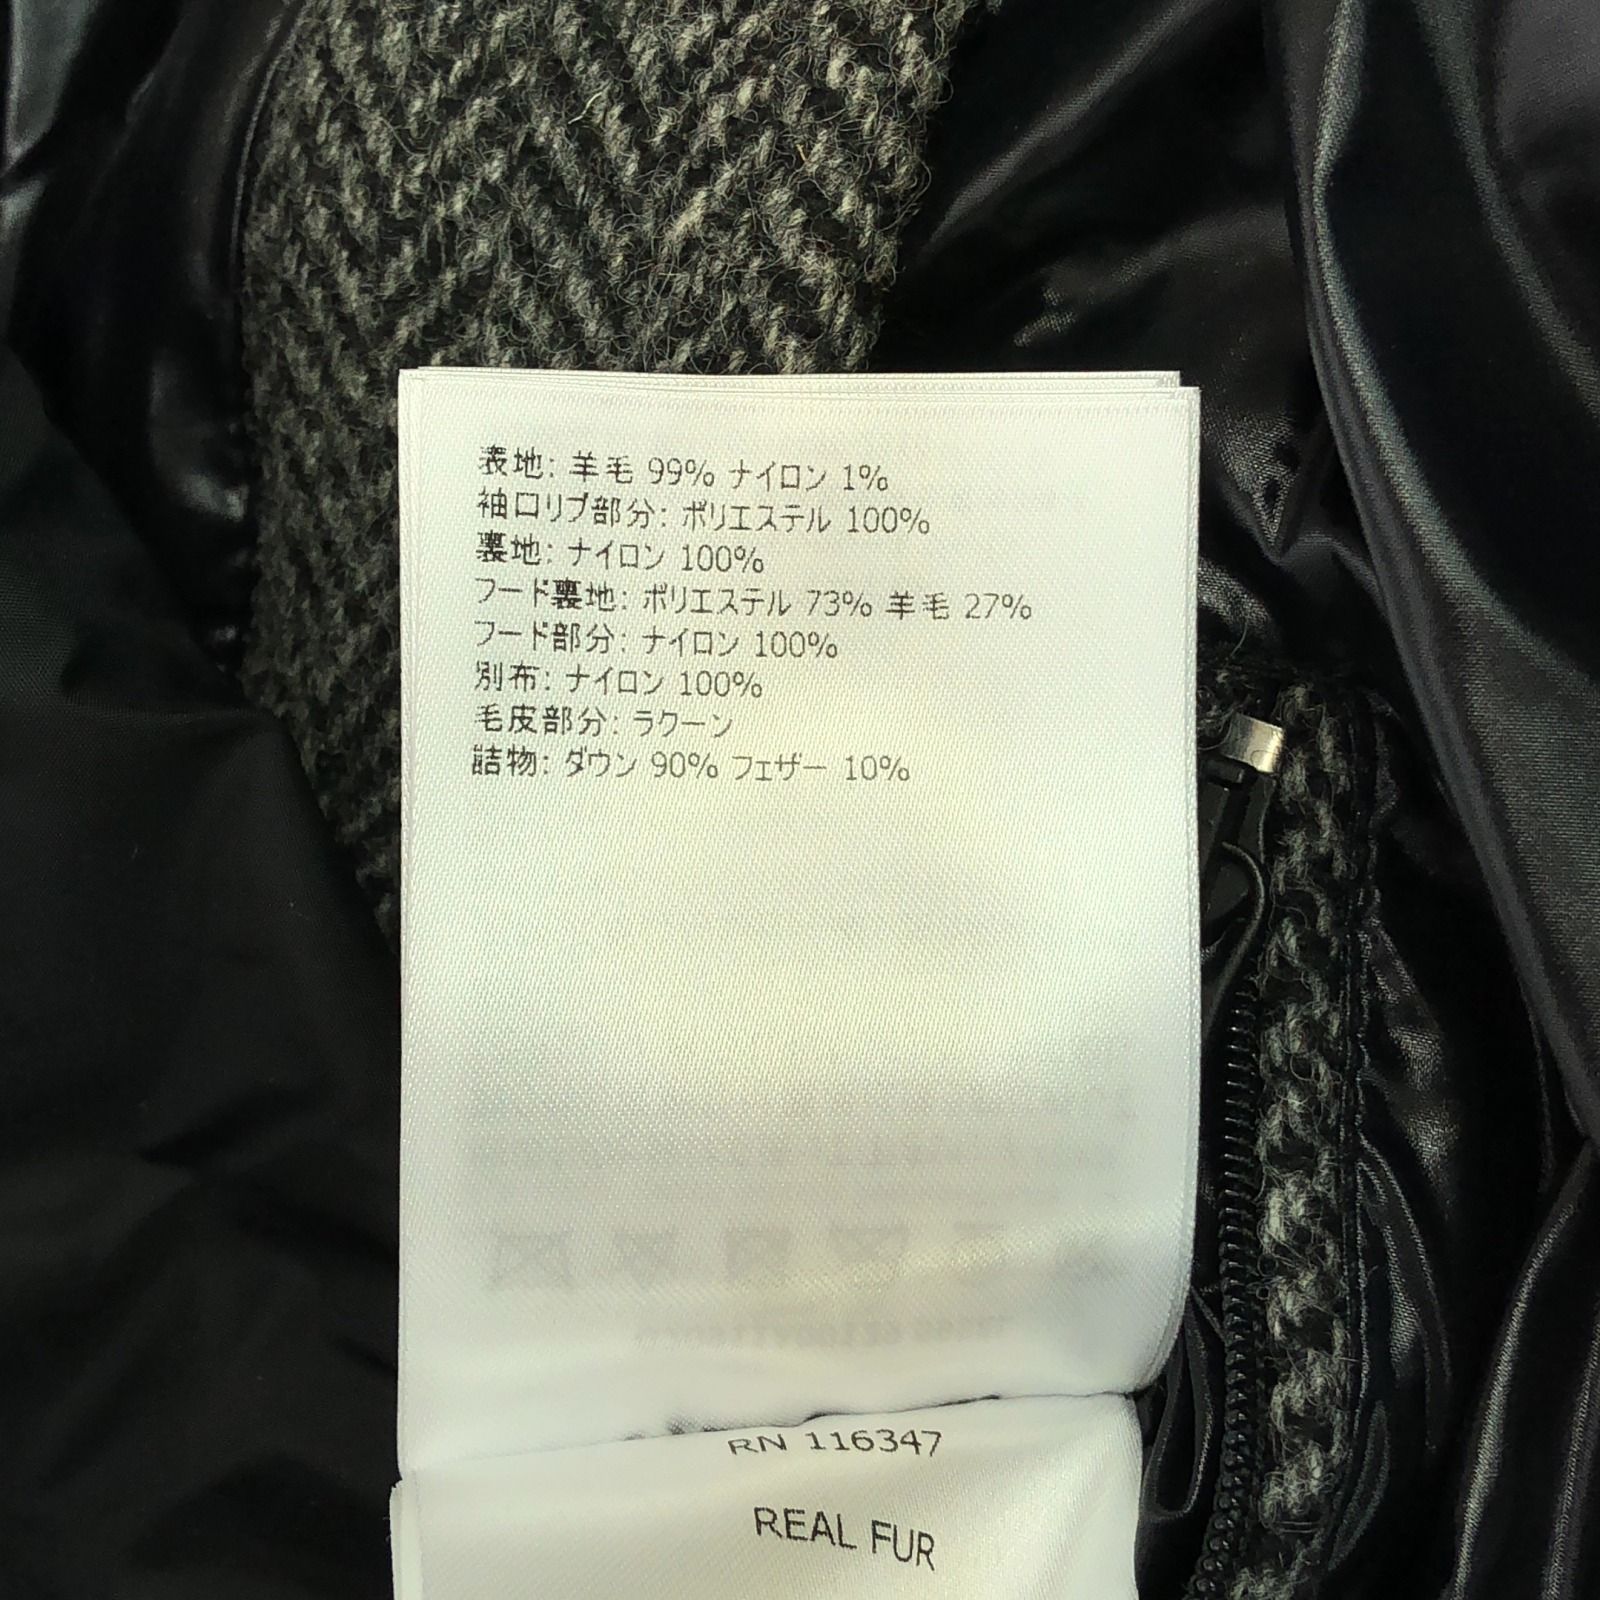 表地: 羊毛 99% ナイロン 1%
袖口リブ部分: ポリエステル 100%
裏地: ナイロン 100%
フード裏地: ポリエステル 73% 羊毛 27%
フード部分: ナイロン 100%
別布: ナイロン 100%
毛皮部分: ラクーン
詰物: ダウン 90% フェザー 10%
RN 116347
REAL FUR